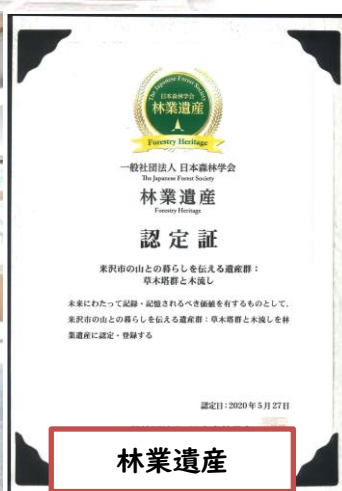 The Japanese Forest Society
日本森林学会
林業遺産
Forestry Heritage
一般社団法人 日本森林学会
The Japanese Forest Society
林業遺産
Forestry Heritage
認定証
米沢市の山との暮らしを伝える遺産群：
草木塔群と木流し
未来にわたって記録・記憶されるべき価値を有するものとして、
米沢市の山との暮らしを伝える遺産群：草木塔群と木流しを林
業遺産に認定・登録する
認定日：2020年5月27日
林業遺産